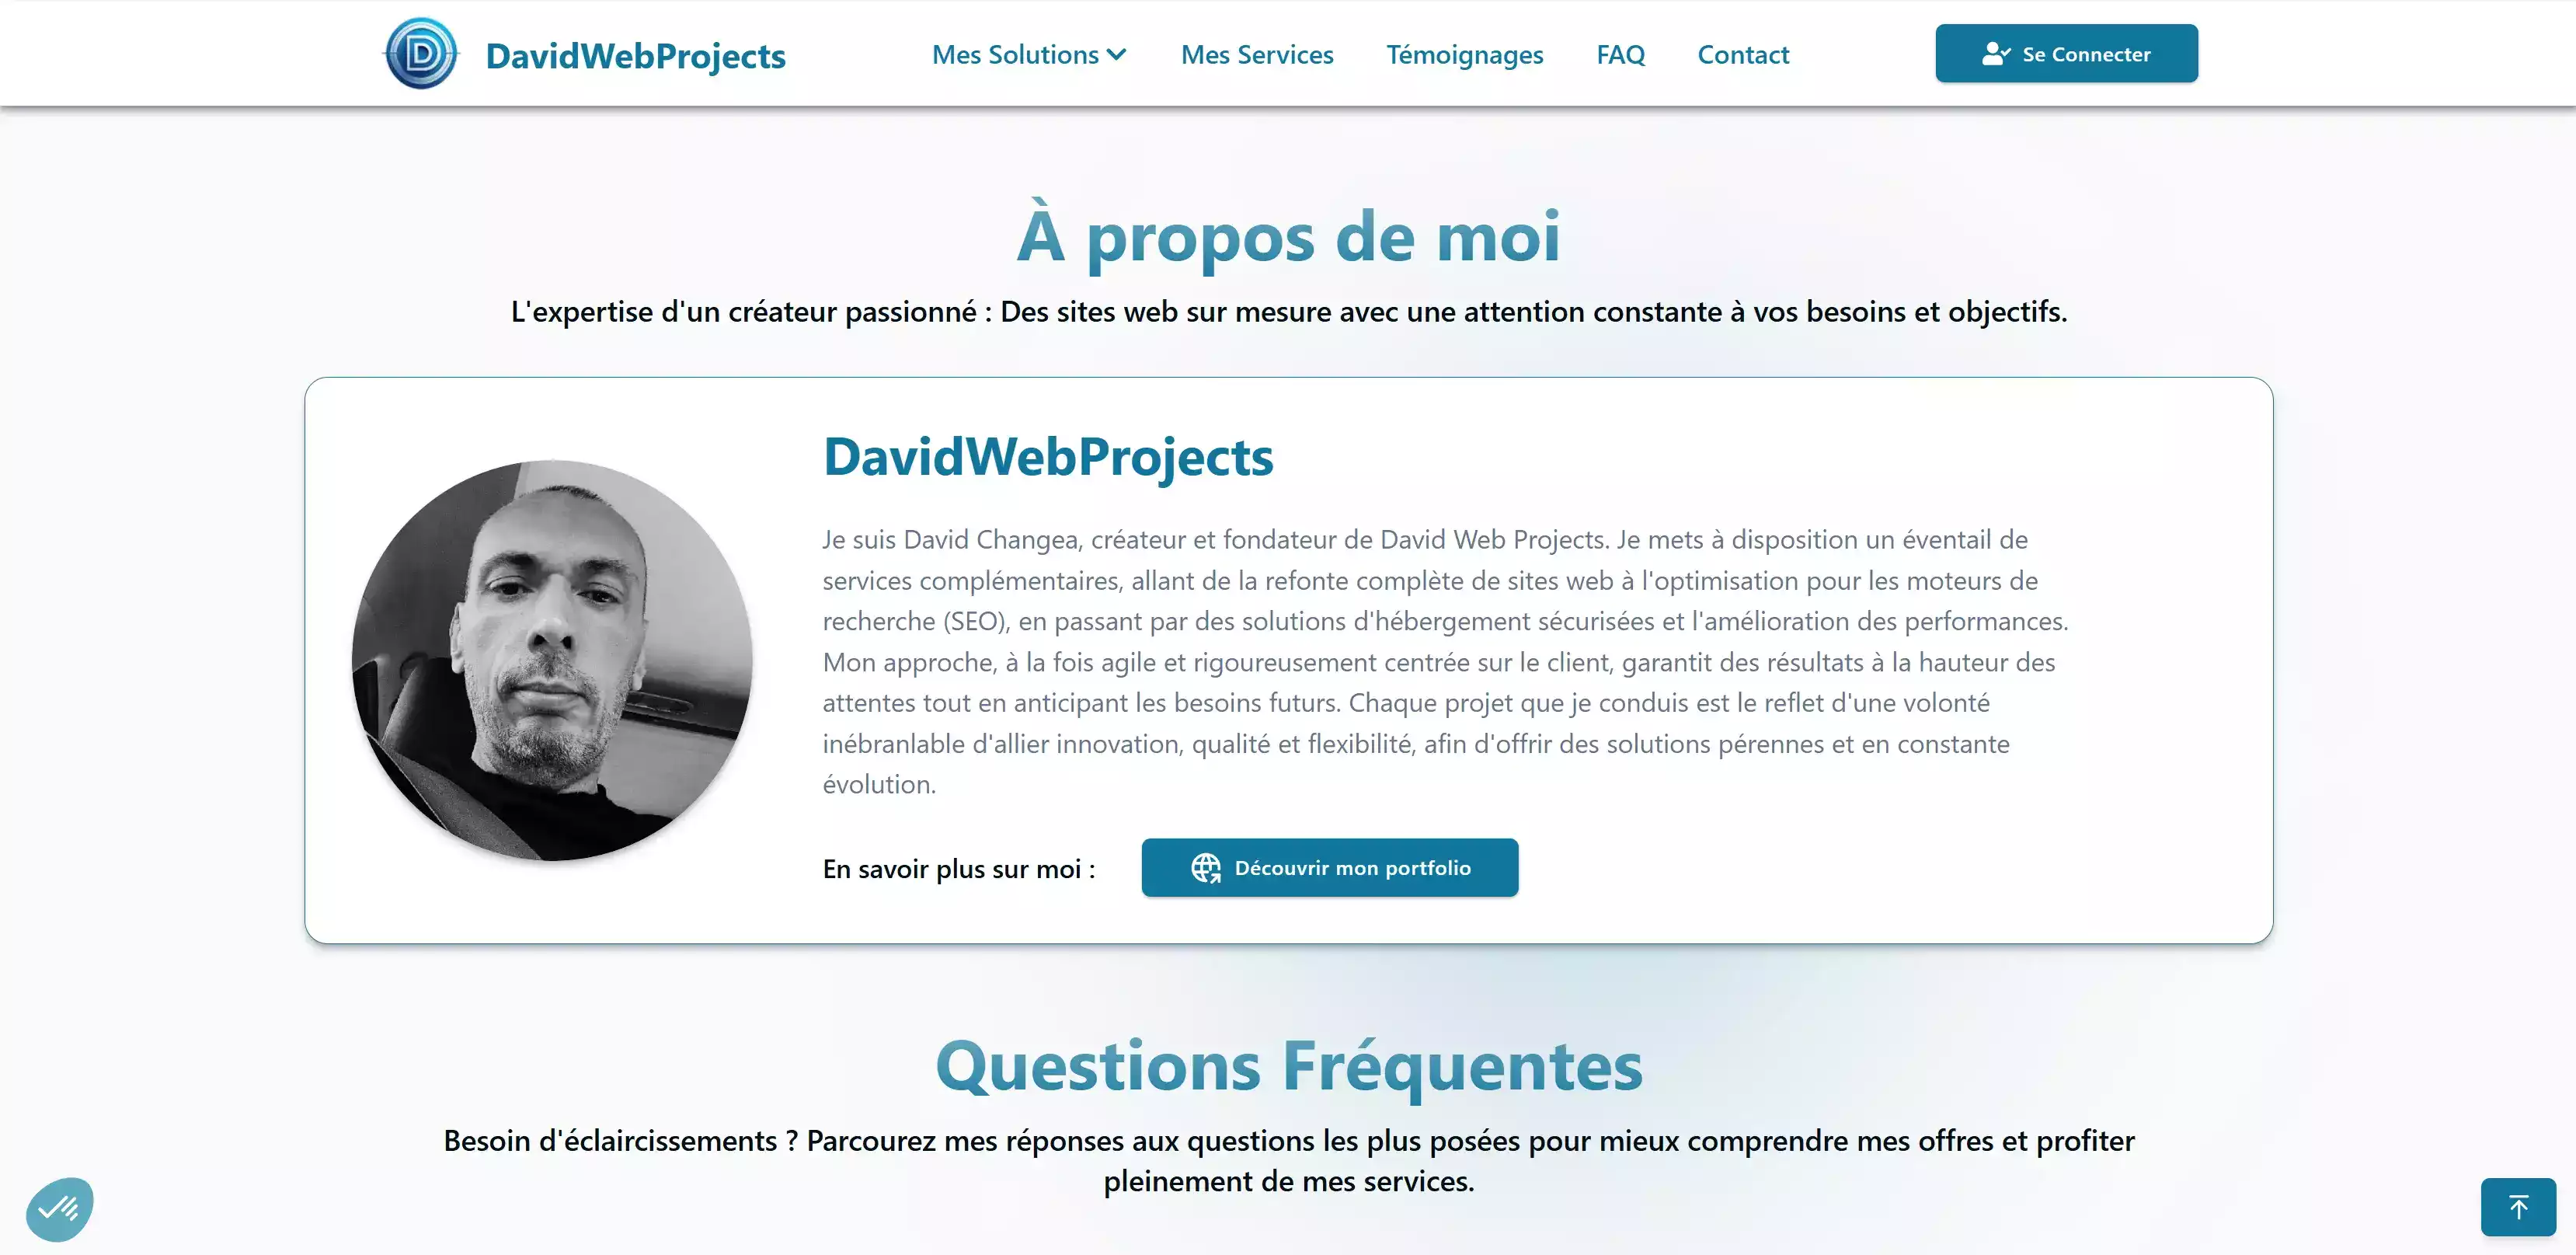 DavidWebProjects
Mes Solutions
Mes Services
Témoignages
FAQ
Contact
Se Connecter
À propos de moi
L'expertise d'un créateur passionné : Des sites web sur mesure avec une attention constante à vos besoins et objectifs.
DavidWebProjects
Je suis David Changea, créateur et fondateur de David Web Projects. Je mets à disposition un éventail de
services complémentaires, allant de la refonte complète de sites web à l'optimisation pour les moteurs de
recherche (SEO), en passant par des solutions d'hébergement sécurisées et l'amélioration des performances.
Mon approche, à la fois agile et rigoureusement centrée sur le client, garantit des résultats à la hauteur des
attentes tout en anticipant les besoins futurs. Chaque projet que je conduis est le reflet d'une volonté
inébranlable d'allier innovation, qualité et flexibilité, afin d'offrir des solutions pérennes et en constante
évolution.
En savoir plus sur moi :
Découvrir mon portfolio
Questions Fréquentes
Besoin d'éclaircissements ? Parcourez mes réponses aux questions les plus posées pour mieux comprendre mes offres et profiter
pleinement de mes services.